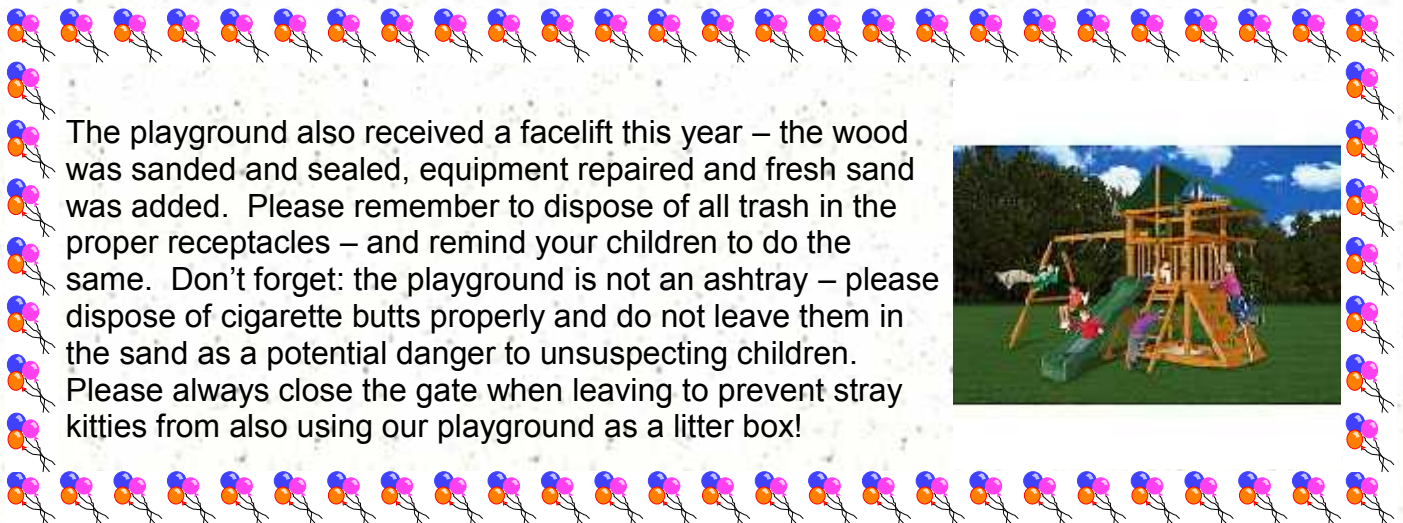 The playground also received a facelift this year – the wood
was sanded and sealed, equipment repaired and fresh sand
was added.  Please remember to dispose of all trash in the
proper receptacles – and remind your children to do the
same.  Don’t forget: the playground is not an ashtray – please
dispose of cigarette butts properly and do not leave them in
the sand as a potential danger to unsuspecting children.
Please always close the gate when leaving to prevent stray
kitties from also using our playground as a litter box!